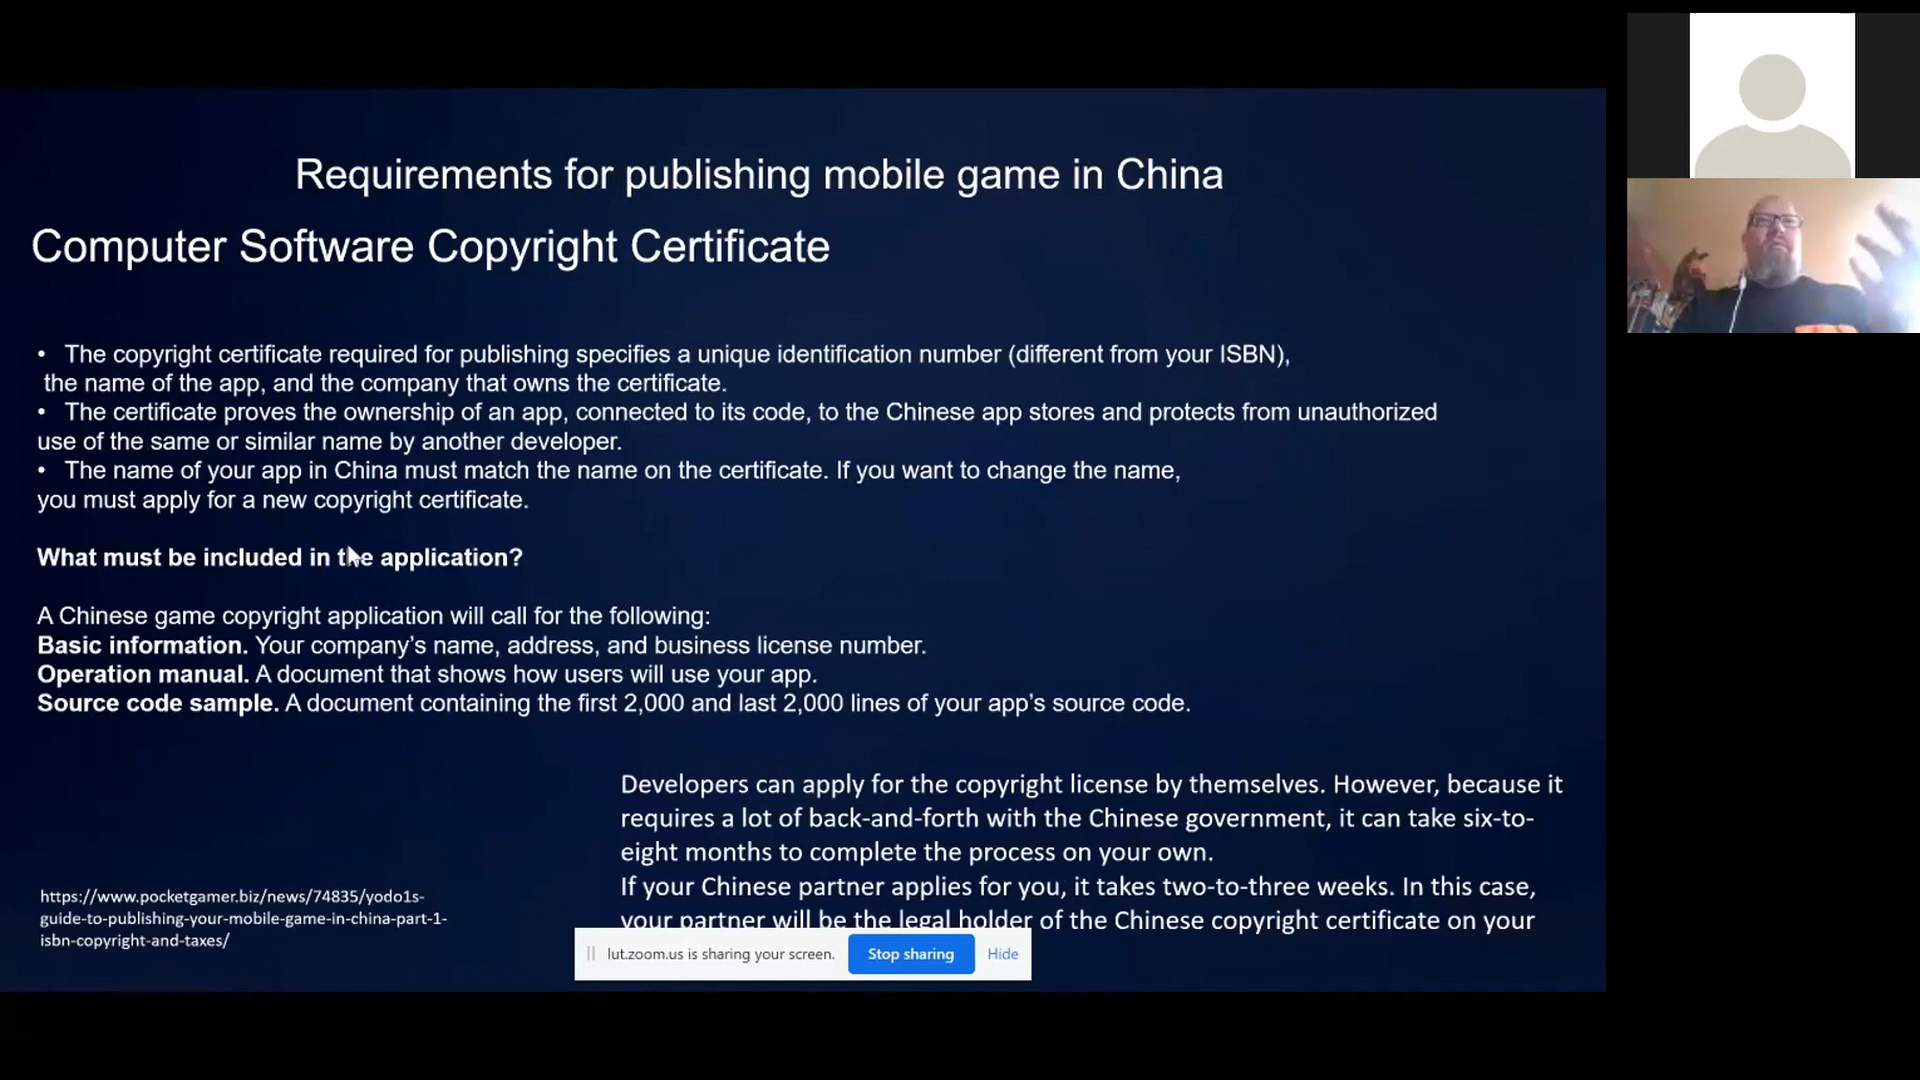 Requirements for publishing mobile game in China
Computer Software Copyright Certificate
• The copyright certificate required for publishing specifies a unique identification number (different from your ISBN),
the name of the app, and the company that owns the certificate.
• The certificate proves the ownership of an app, connected to its code, to the Chinese app stores and protects from unauthorized
use of the same or similar name by another developer.
• The name of your app in China must match the name on the certificate. If you want to change the name,
you must apply for a new copyright certificate.
What must be included in the application?
A Chinese game copyright application will call for the following:
Basic information. Your company’s name, address, and business license number.
Operation manual. A document that shows how users will use your app.
Source code sample. A document containing the first 2,000 and last 2,000 lines of your app’s source code.
Developers can apply for the copyright license by themselves. However, because it
requires a lot of back-and-forth with the Chinese government, it can take six-to-
eight months to complete the process on your own.
If your Chinese partner applies for you, it takes two-to-three weeks. In this case,
your partner will be the legal holder of the Chinese copyright certificate on your
https://www.pocketgamer.biz/news/74835/yodo1s-
guide-to-publishing-your-mobile-game-in-china-part-1-
isbn-copyright-and-taxes/
lut.zoom.us is sharing your screen. Stop sharing Hide